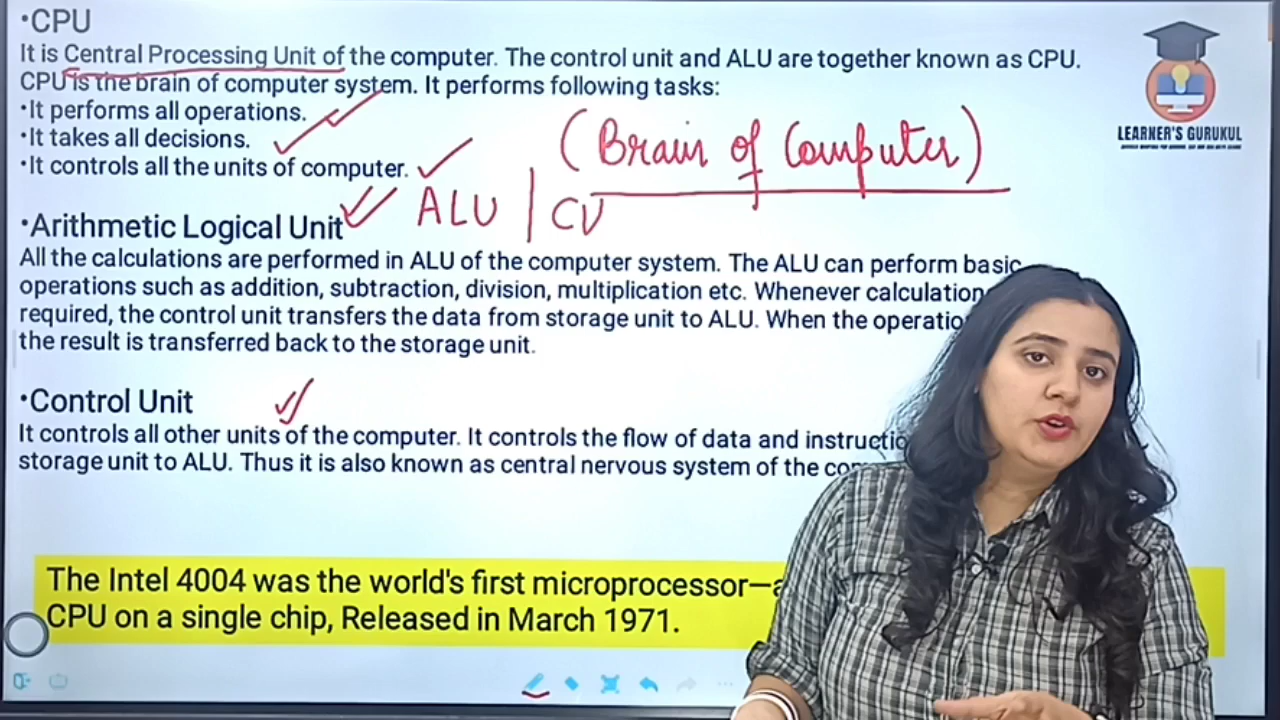 •CPU
It is Central Processing Unit of the computer. The control unit and ALU are together known as CPU.
CPU is the brain of computer system. It performs following tasks:
•It performs all operations.
•It takes all decisions.
(Brain of Computer)
LEARNER'S GURUKUL
•It controls all the units of computer.
•Arithmetic Logical Unit
ALU | CU
All the calculations are performed in ALU of the computer system. The ALU can perform basic
operations such as addition, subtraction, division, multiplication etc. Whenever calculation
required, the control unit transfers the data from storage unit to ALU. When the
the result is transferred back to the storage unit.
•Control Unit
It controls all other units of the computer. It controls the flow of data and
storage unit to ALU. Thus it is also known as central nervous system of the
The Intel 4004 was the world's first microprocessor—
CPU on a single chip, Released in March 1971.